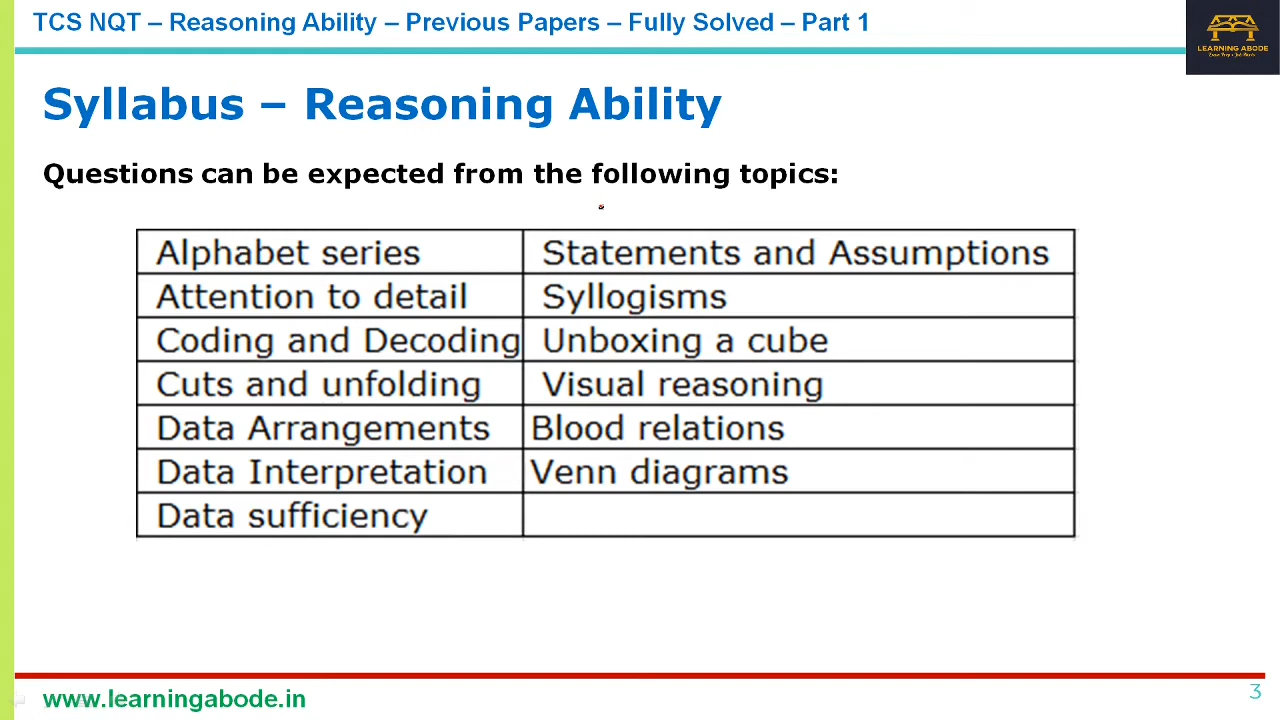 TCS NQT – Reasoning Ability – Previous Papers – Fully Solved – Part 1
LEARNING ABODE
Syllabus – Reasoning Ability
Questions can be expected from the following topics:
Alphabet series Statements and Assumptions
Attention to detail Syllogisms
Coding and Decoding Unboxing a cube
Cuts and unfolding Visual reasoning
Data Arrangements Blood relations
Data Interpretation Venn diagrams
Data sufficiency
www.learningabode.in
3